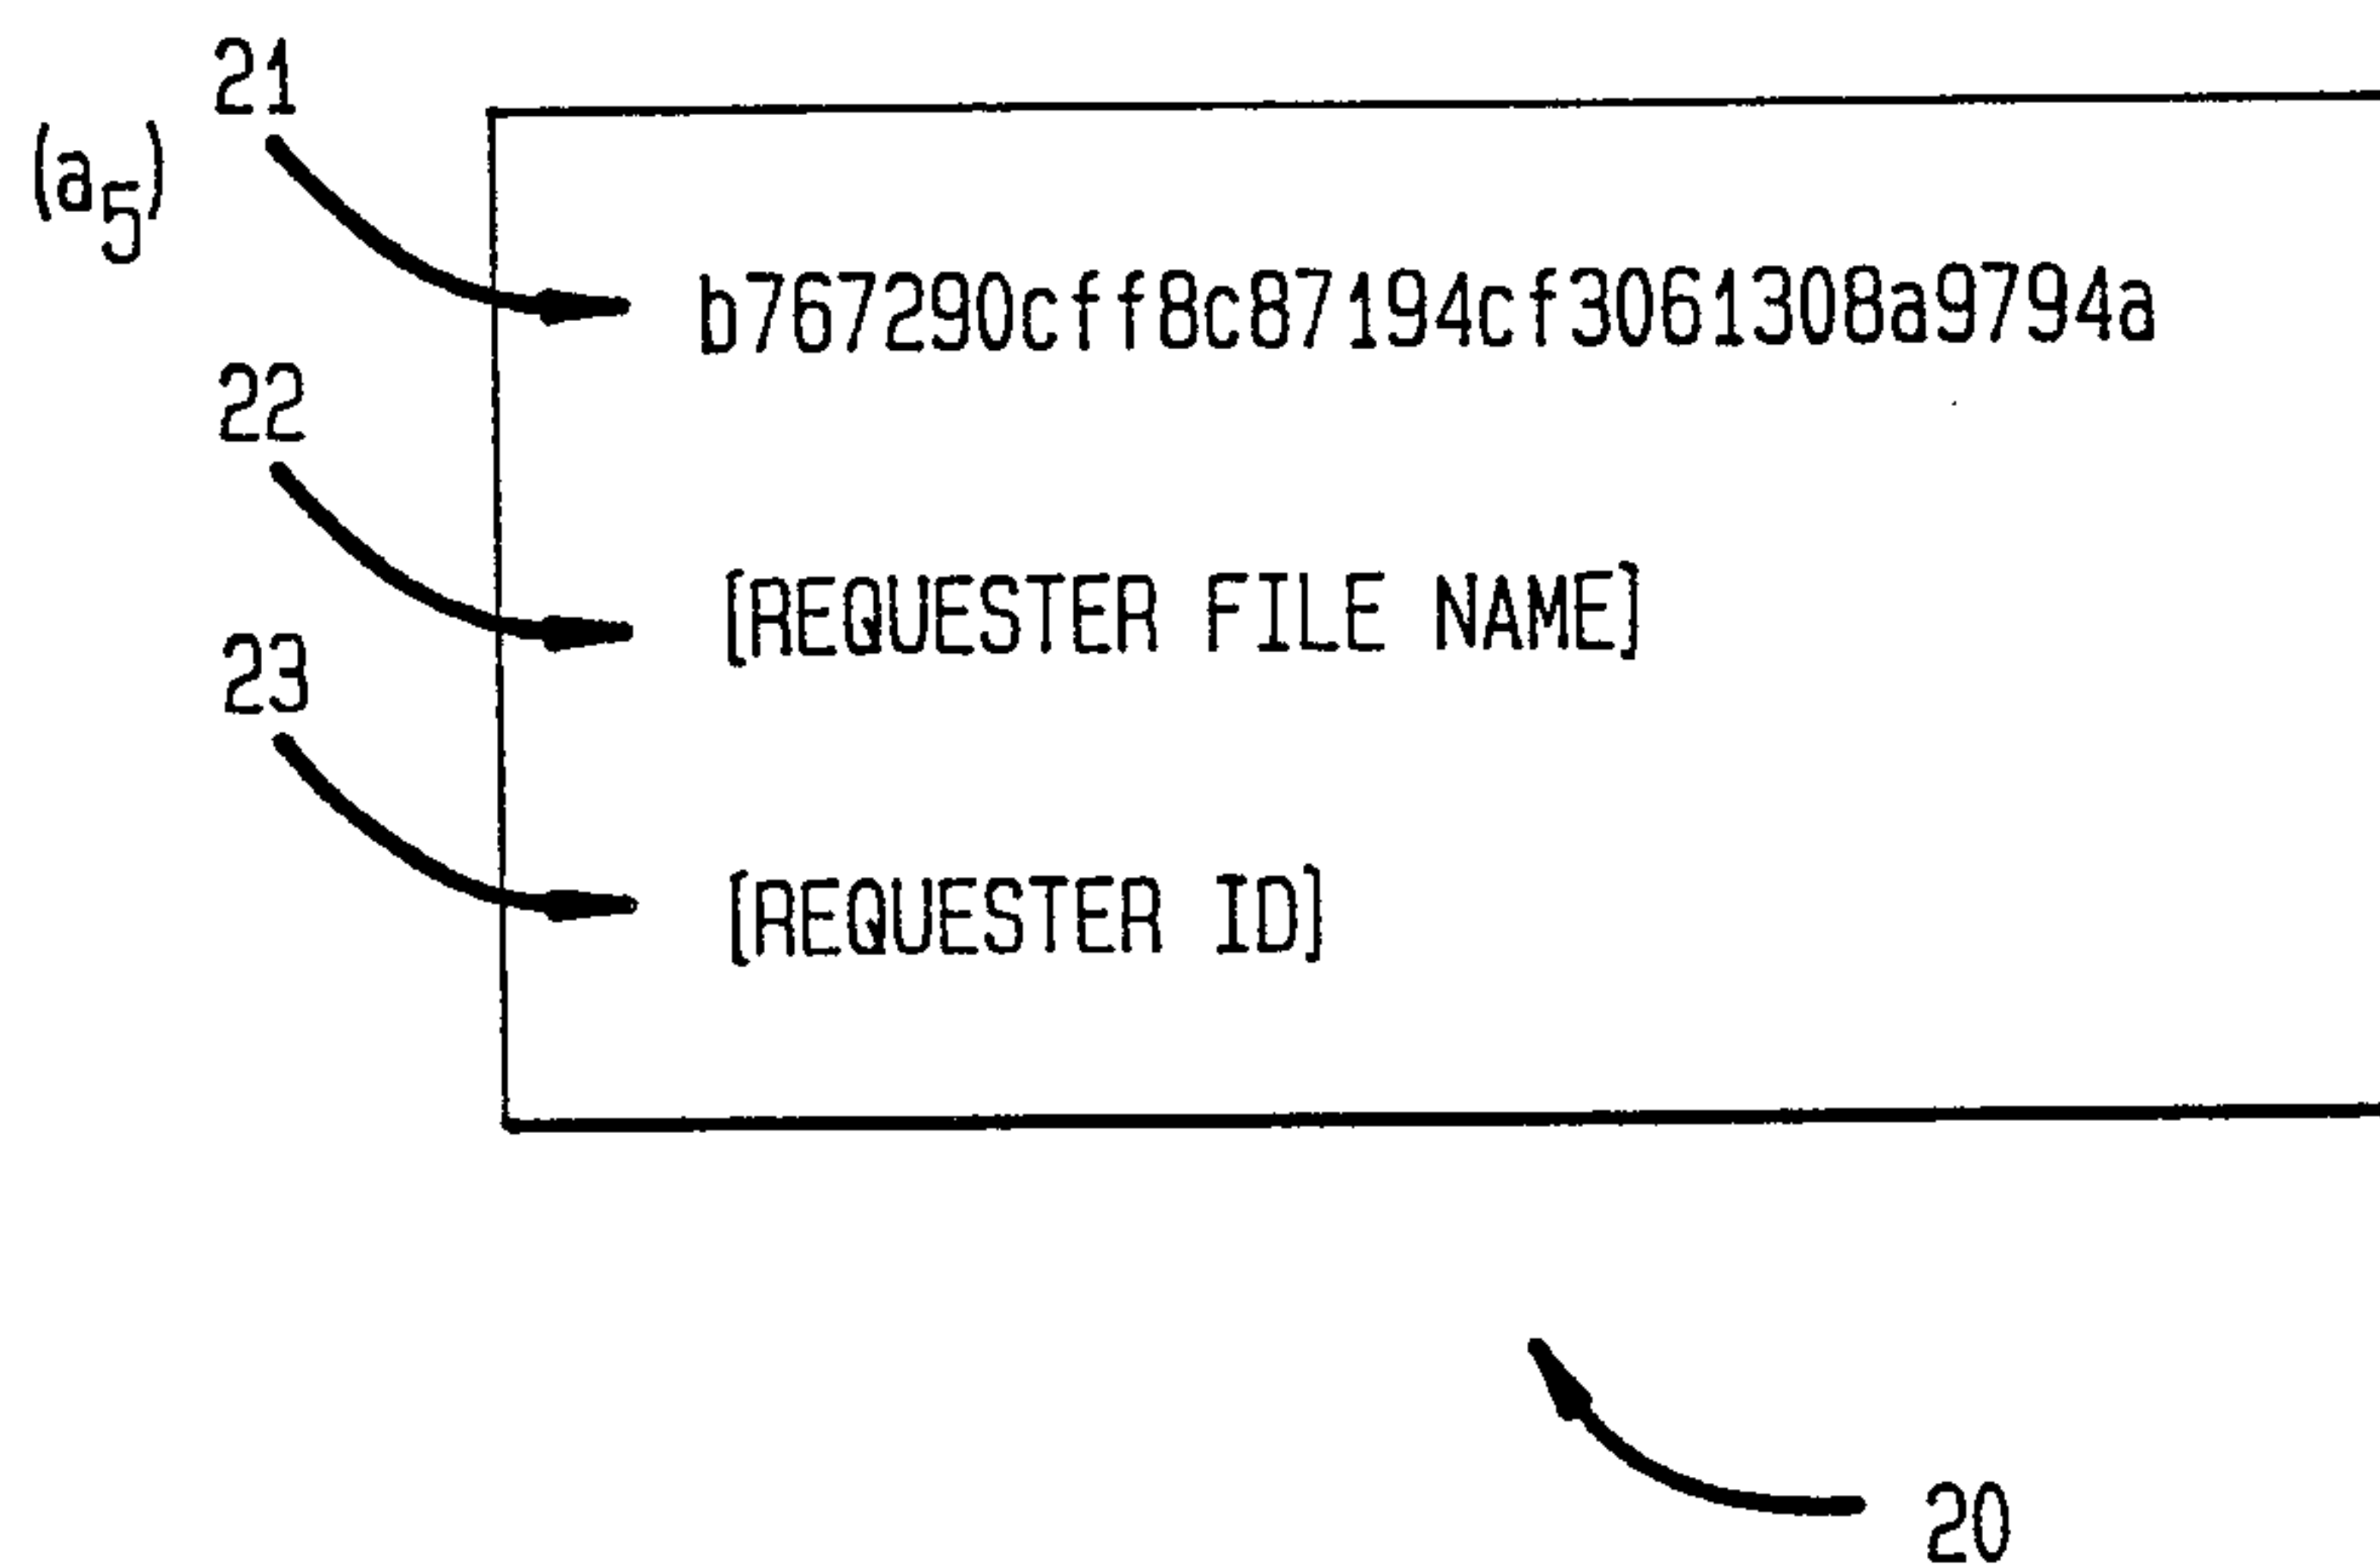 21
(a5)
b767290cff8c87194cf3061308a9794a
22
[REQUESTER FILE NAME]
23
[REQUESTER ID]
20